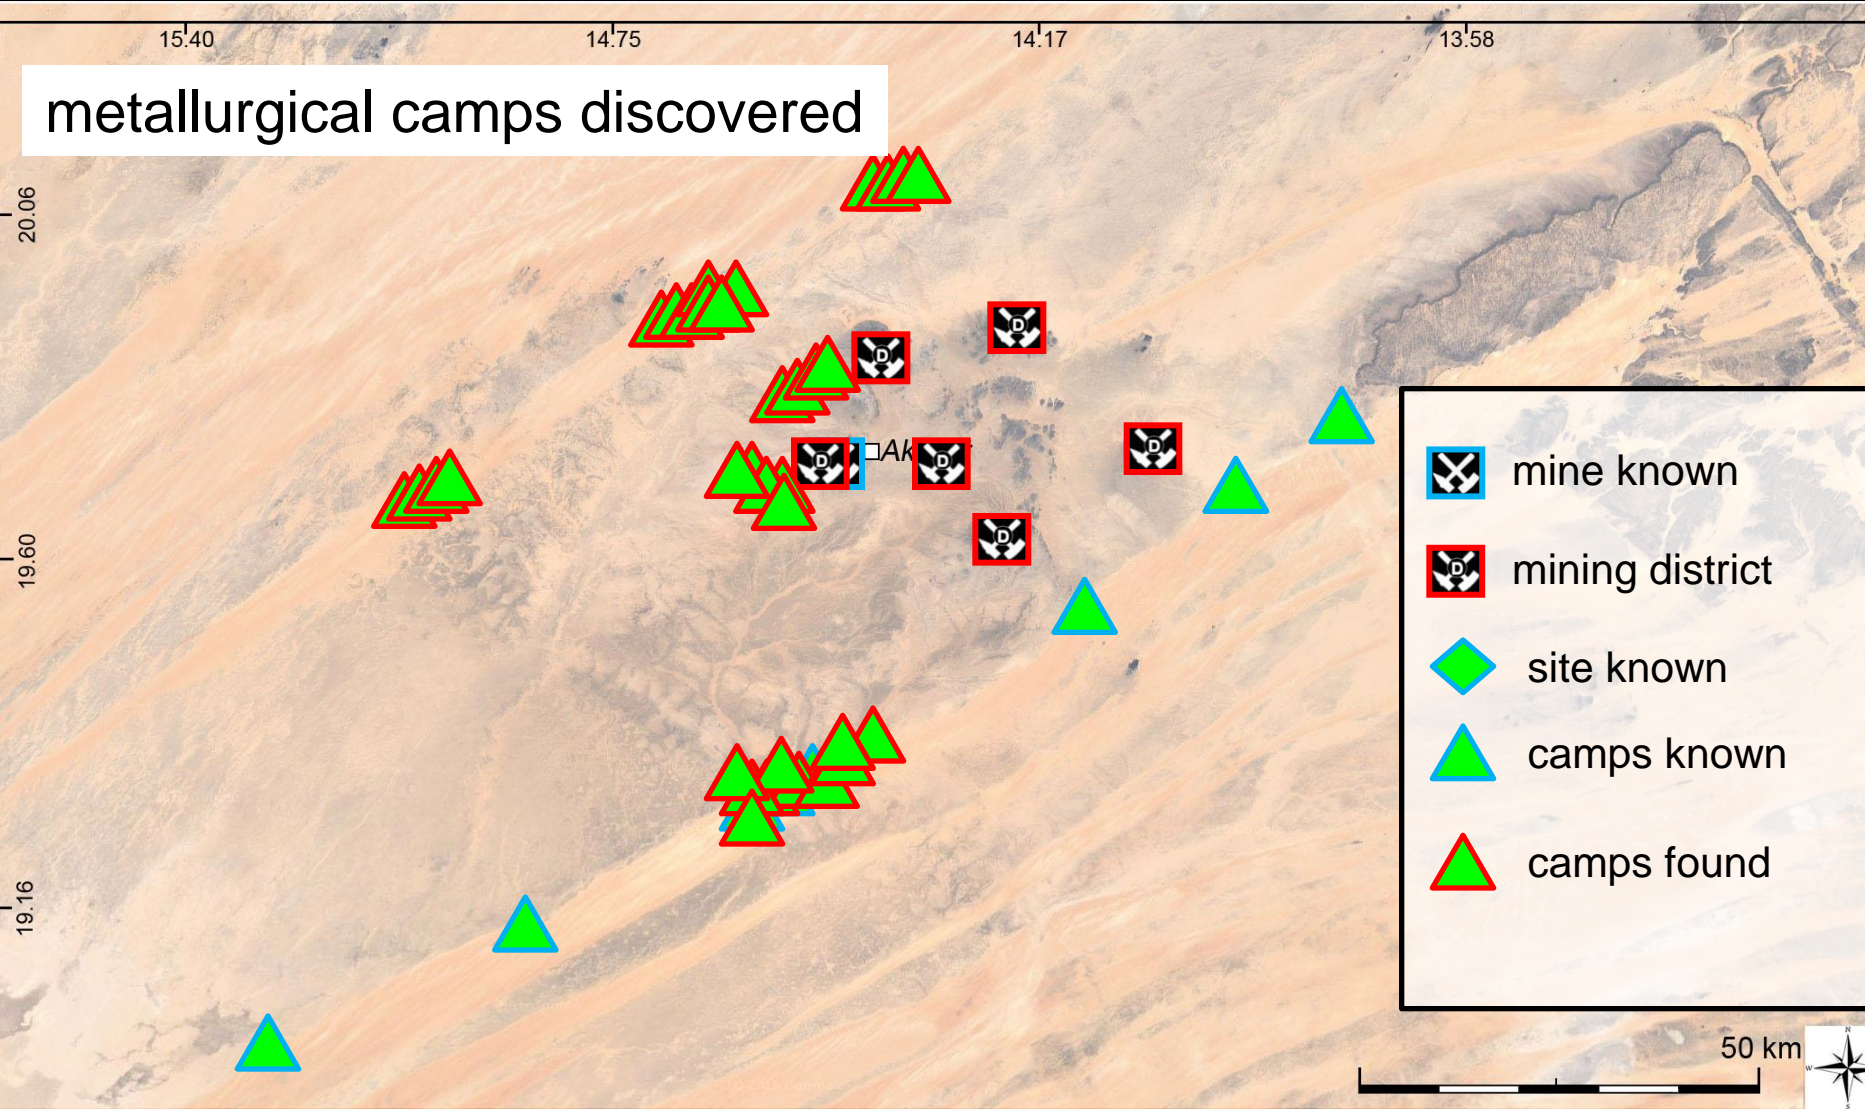 15.40 14.75 14.17 13.58
metallurgical camps discovered
20.06
19.60
19.16
D
D
D
D
D
D
mine known
D
mining district
site known
camps known
camps found
50 km
N
W
S